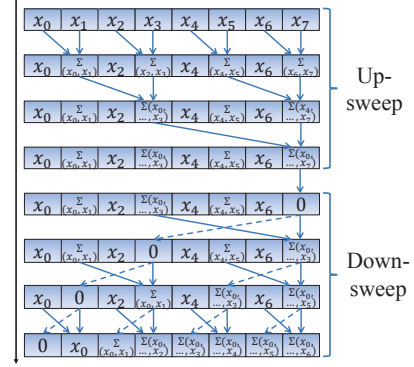 x₀ x₁ x₂ x₃ x₄ x₅ x₆ x₇
x₀ Σ(x₀,x₁) x₂ Σ(x₂,x₃) x₄ Σ(x₄,x₅) x₆ Σ(x₆,x₇)
x₀ Σ(x₀,x₁) x₂ Σ(x₀,…,x₃) x₄ Σ(x₄,x₅) x₆ Σ(x₄,…,x₇)
x₀ Σ(x₀,x₁) x₂ Σ(x₀,…,x₃) x₄ Σ(x₄,x₅) x₆ Σ(x₀,…,x₇)
Up-
sweep
x₀ Σ(x₀,x₁) x₂ Σ(x₀,…,x₃) x₄ Σ(x₄,x₅) x₆ 0
x₀ Σ(x₀,x₁) x₂ 0 x₄ Σ(x₄,x₅) x₆ Σ(x₀,…,x₃)
x₀ 0 x₂ Σ(x₀,x₁) x₄ Σ(x₀,…,x₃) x₆ Σ(x₀,…,x₅)
0 x₀ Σ(x₀,x₁) Σ(x₀,…,x₂) Σ(x₀,…,x₃) Σ(x₀,…,x₄) Σ(x₀,…,x₅) Σ(x₀,…,x₆)
Down-
sweep